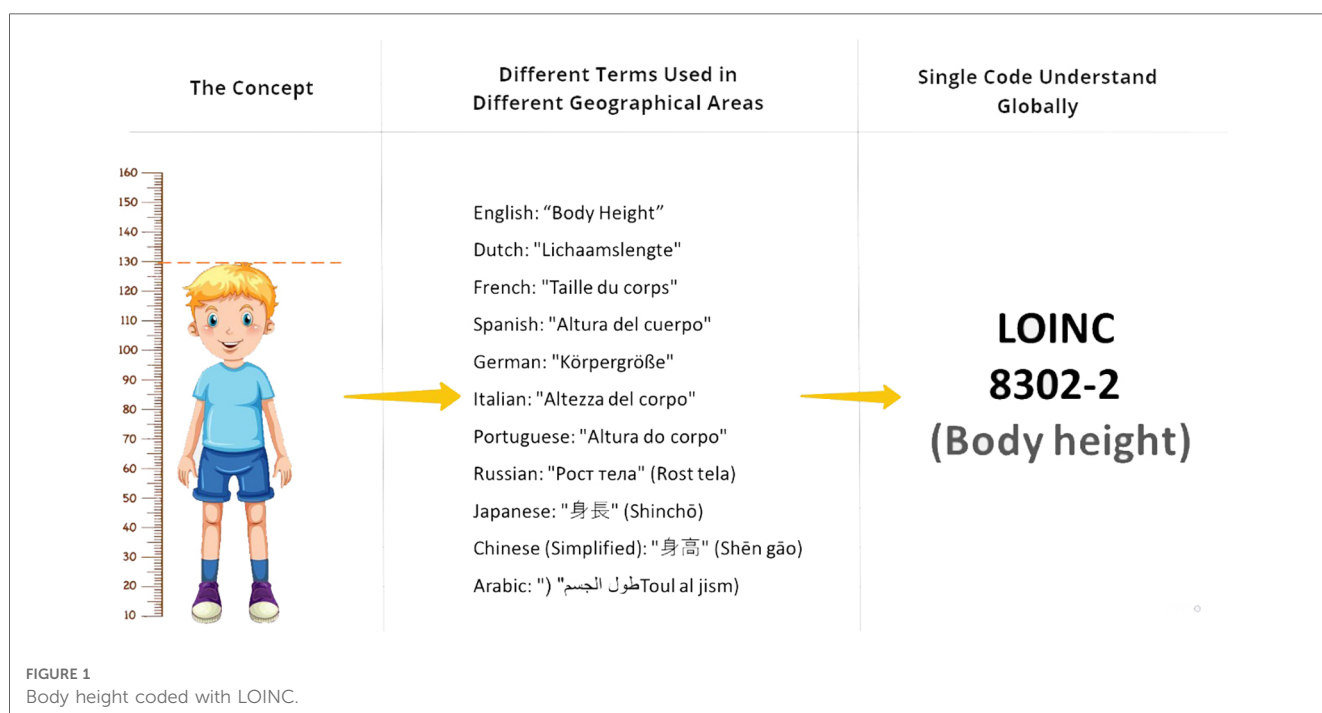 The Concept
Different Terms Used in
Different Geographical Areas
Single Code Understand
Globally
160
150
140
130
120
110
100
90
80
70
60
50
40
30
20
10
English: “Body Height”
Dutch: "Lichaamslengte"
French: "Taille du corps"
Spanish: "Altura del cuerpo"
German: "Körpergröße"
Italian: "Altezza del corpo"
Portuguese: "Altura do corpo"
Russian: "Рост тела" (Rost tela)
Japanese: "身長" (Shinchō)
Chinese (Simplified): "身高" (Shēn gāo)
Arabic: ") "طول الجسمToul al jism)
LOINC
8302-2
(Body height)
FIGURE 1
Body height coded with LOINC.